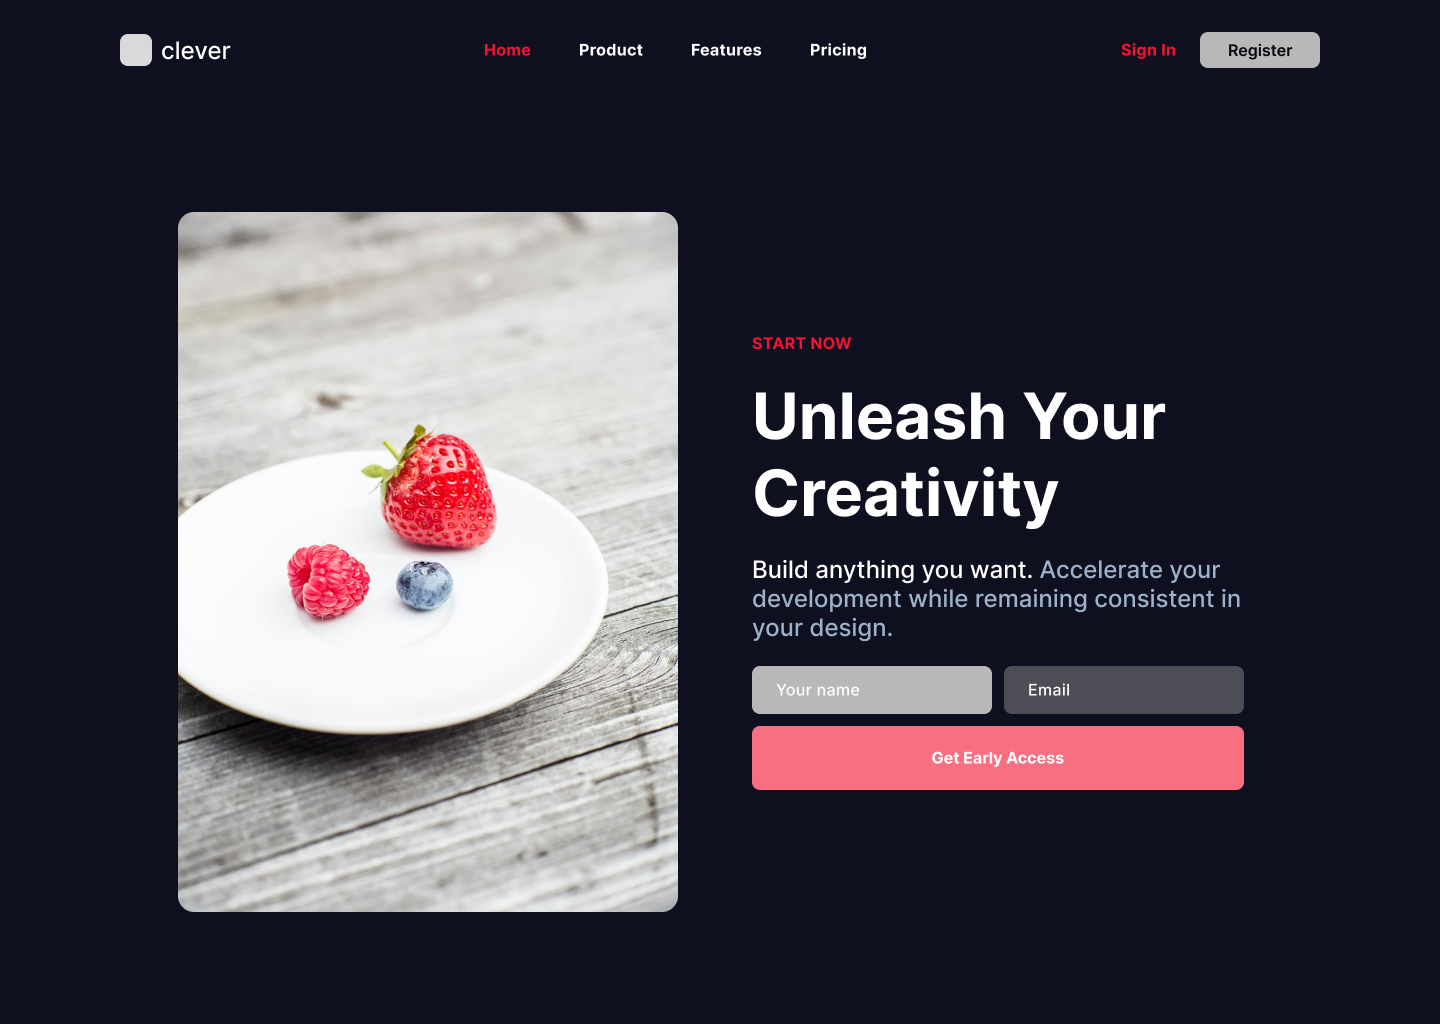 clever
Home
Product
Features
Pricing
Sign In
Register
START NOW
Unleash Your
Creativity
Build anything you want. Accelerate your
development while remaining consistent in
your design.
Your name
Email
Get Early Access